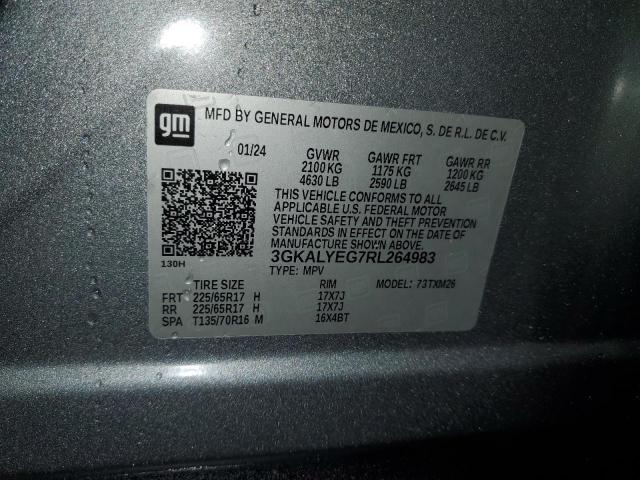 gm
MFD BY GENERAL MOTORS DE MEXICO, S. DE R.L. DE C.V.
01/24 GVWR GAWR FRT GAWR RR
2100 KG 1175 KG 1200 KG
4630 LB 2590 LB 2645 LB
THIS VEHICLE CONFORMS TO ALL
APPLICABLE U.S. FEDERAL MOTOR
VEHICLE SAFETY AND THEFT PREVENTION
STANDARDS IN EFFECT ON THE DATE OF
MANUFACTURE SHOWN ABOVE.
130H
3GKALYEG7RL264983
TYPE: MPV MODEL: 73TXM26
TIRE SIZE RIM
FRT 225/65R17 H 17X7J
RR 225/65R17 H 17X7J
SPA T135/70R16 M 16X4BT